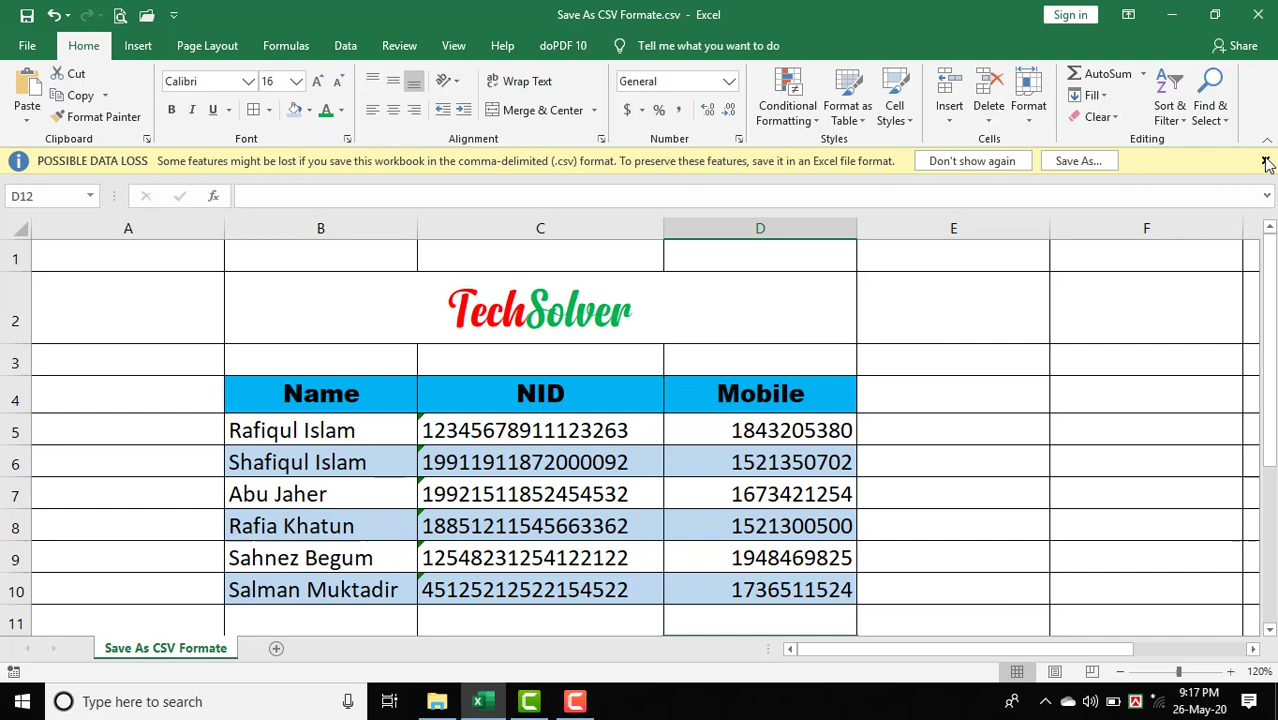 Save As CSV Formate.csv - Excel
Sign in
File Home Insert Page Layout Formulas Data Review View Help doPDF 10 Tell me what you want to do Share
Paste
Cut
Copy
Format Painter
Clipboard
Calibri 16
B I U
A A
A
Font
ab
Wrap Text
Merge & Center
Alignment
General
$ % ,
Number
Conditional Formatting
Format as Table
Cell Styles
Styles
Insert
Delete
Format
Cells
AutoSum
Fill
Clear
Sort & Filter
Find & Select
Editing
POSSIBLE DATA LOSS Some features might be lost if you save this workbook in the comma-delimited (.csv) format. To preserve these features, save it in an Excel file format. Don't show again Save As...
D12 fx
A B C D E F
1
2 TechSolver
3
4 Name NID Mobile
5 Rafiqul Islam 12345678911123263 1843205380
6 Shafiqul Islam 19911911872000092 1521350702
7 Abu Jaher 19921511852454532 1673421254
8 Rafia Khatun 18851211545663362 1521300500
9 Sahnez Begum 12548231254122122 1948469825
10 Salman Muktadir 45125212522154522 1736511524
11
Save As CSV Formate
120%
Type here to search
9:17 PM
26-May-20